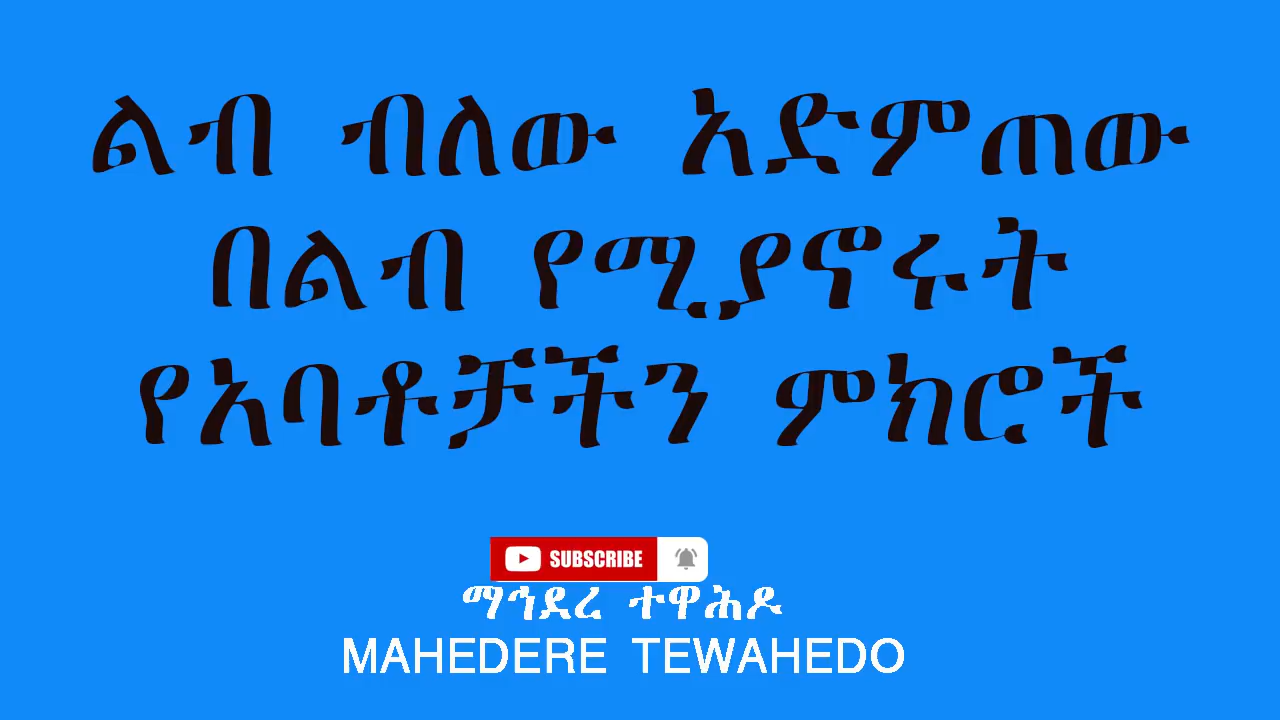 ልብ ብለው አድምጠው
በልብ የሚያኖሩት
የአባቶቻችን ምክሮች
SUBSCRIBE
ማኅደረ ተዋሕዶ
MAHEDERE TEWAHEDO